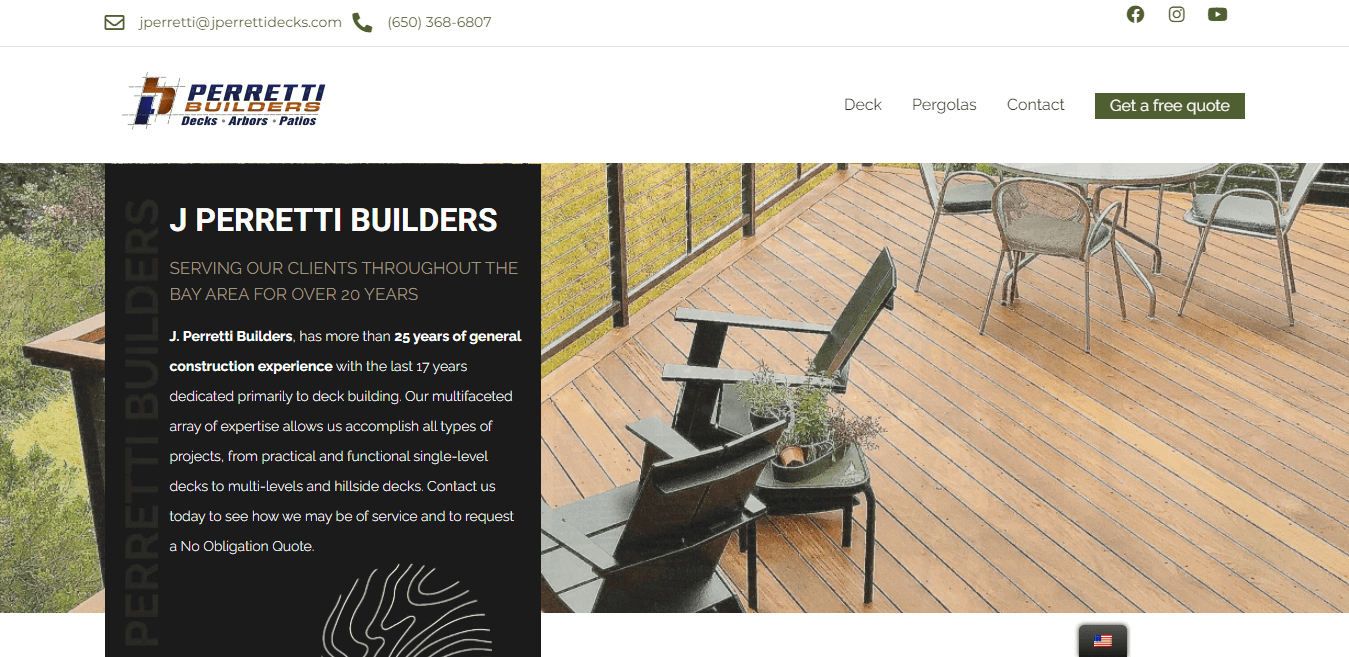 jperretti@jperrettidecks.com (650) 368-6807
PERRETTI
BUILDERS
Decks • Arbors • Patios
Deck Pergolas Contact Get a free quote
PERRETTI BUILDERS
J PERRETTI BUILDERS
SERVING OUR CLIENTS THROUGHOUT THE
BAY AREA FOR OVER 20 YEARS
J. Perretti Builders, has more than 25 years of general
construction experience with the last 17 years
dedicated primarily to deck building. Our multifaceted
array of expertise allows us accomplish all types of
projects, from practical and functional single-level
decks to multi-levels and hillside decks. Contact us
today to see how we may be of service and to request
a No Obligation Quote.